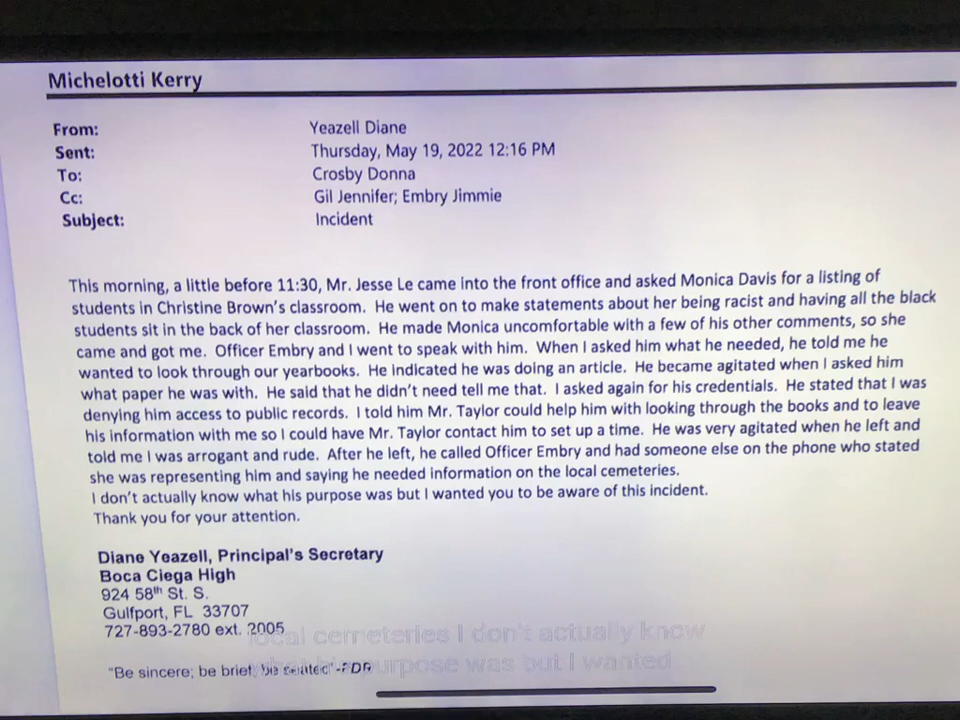 Michelotti Kerry
From: Yeazell Diane
Sent: Thursday, May 19, 2022 12:16 PM
To: Crosby Donna
Cc: Gil Jennifer; Embry Jimmie
Subject: Incident
This morning, a little before 11:30, Mr. Jesse Le came into the front office and asked Monica Davis for a listing of
students in Christine Brown's classroom. He went on to make statements about her being racist and having all the black
students sit in the back of her classroom. He made Monica uncomfortable with a few of his other comments, so she
came and got me. Officer Embry and I went to speak with him. When I asked him what he needed, he told me he
wanted to look through our yearbooks. He indicated he was doing an article. He became agitated when I asked him
what paper he was with. He said that he didn't need tell me that. I asked again for his credentials. He stated that I was
denying him access to public records. I told him Mr. Taylor could help him with looking through the books and to leave
his information with me so I could have Mr. Taylor contact him to set up a time. He was very agitated when he left and
told me I was arrogant and rude. After he left, he called Officer Embry and had someone else on the phone who stated
she was representing him and saying he needed information on the local cemeteries.
I don't actually know what his purpose was but I wanted you to be aware of this incident.
Thank you for your attention.
Diane Yeazell, Principal's Secretary
Boca Ciega High
924 58th St. S.
Gulfport, FL 33707
727-893-2780 ext. 2005
local cemeteries I don't actually know
purpose was but I wanted
"Be sincere; be brief; be seated" -FDR